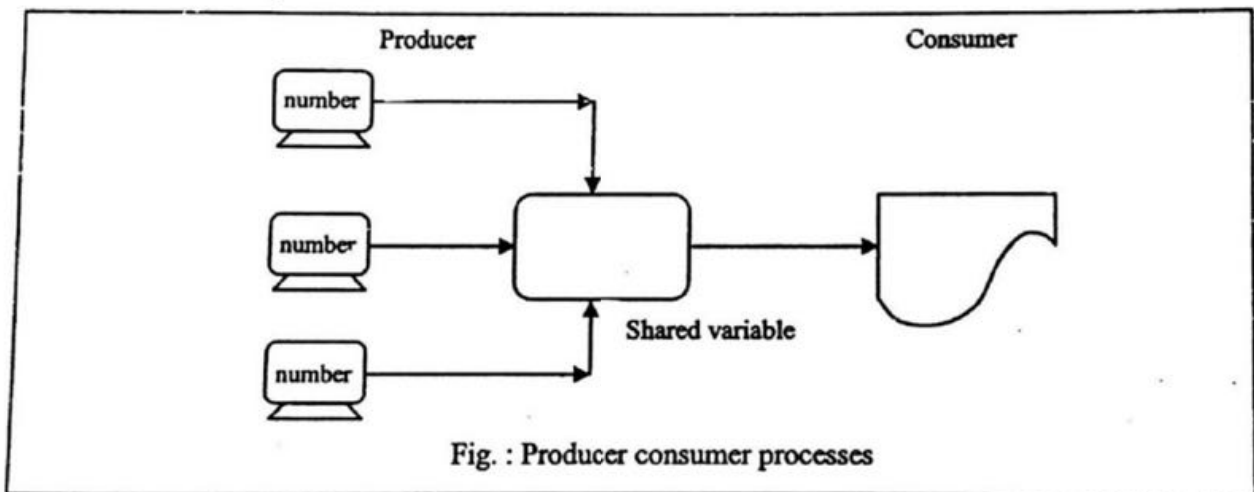 Producer
Consumer
number
number
Shared variable
number
Fig. : Producer consumer processes